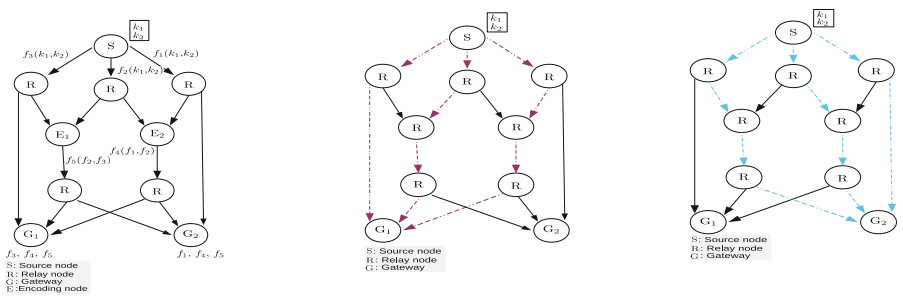 k₁
k₂
S
f₃(k₁,k₂)
f₁(k₁,k₂)
f₂(k₁,k₂)
R
R
R
E₁
E₂
f₄(f₁,f₂)
f₅(f₂,f₃)
R
R
G₁
G₂
f₃, f₄, f₅
f₁, f₄, f₅
S: Source node
R: Relay node
G: Gateway
E:Encoding node
k₁
k₂
S
R
R
R
R
R
R
R
G₁
G₂
S: Source node
R: Relay node
G: Gateway
k₁
k₂
S
R
R
R
R
R
R
R
G₁
G₂
S: Source node
R: Relay node
G: Gateway